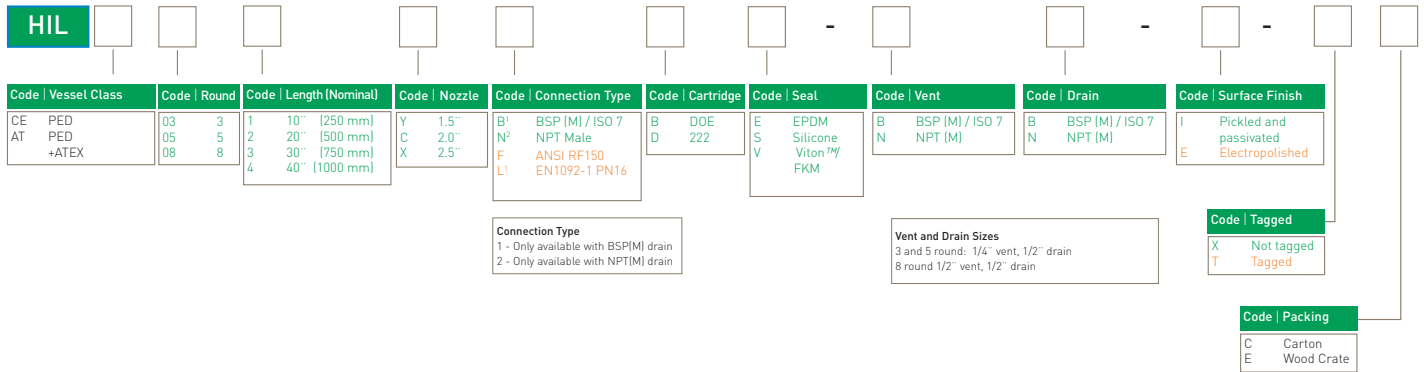 HIL - - -
Code | Vessel Class
CE PED
AT PED
+ATEX
Code | Round
03 3
05 5
08 8
Code | Length (Nominal)
1 10¨ (250 mm)
2 20¨ (500 mm)
3 30¨ (750 mm)
4 40¨ (1000 mm)
Code | Nozzle
Y 1.5¨
C 2.0¨
X 2.5¨
Code | Connection Type
B¹ BSP (M) / ISO 7
N² NPT Male
F ANSI RF150
L¹ EN1092-1 PN16
Code | Cartridge
B DOE
D 222
Code | Seal
E EPDM
S Silicone
V Viton™/
FKM
Code | Vent
B BSP (M) / ISO 7
N NPT (M)
Code | Drain
B BSP (M) / ISO 7
N NPT (M)
Code | Surface Finish
I Pickled and
passivated
E Electropolished
Connection Type
1 - Only available with BSP(M) drain
2 - Only available with NPT(M) drain
Vent and Drain Sizes
3 and 5 round: 1/4¨ vent, 1/2¨ drain
8 round 1/2¨ vent, 1/2¨ drain
Code | Tagged
X Not tagged
T Tagged
Code | Packing
C Carton
E Wood Crate